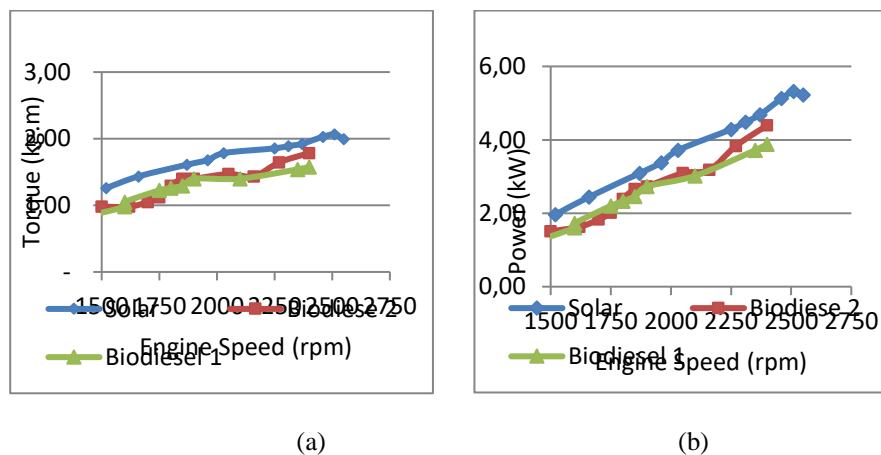 3,00
2,00
1,00
-
Torque (kg.m)
1500 1750 2000 2250 2500 2750
Solar
Biodiese 2
Biodiesel 1
Engine Speed (rpm)
(a)
6,00
4,00
2,00
0,00
Power (kW)
1500 1750 2000 2250 2500 2750
Solar
Biodiese 2
Biodiesel 1
Engine Speed (rpm)
(b)